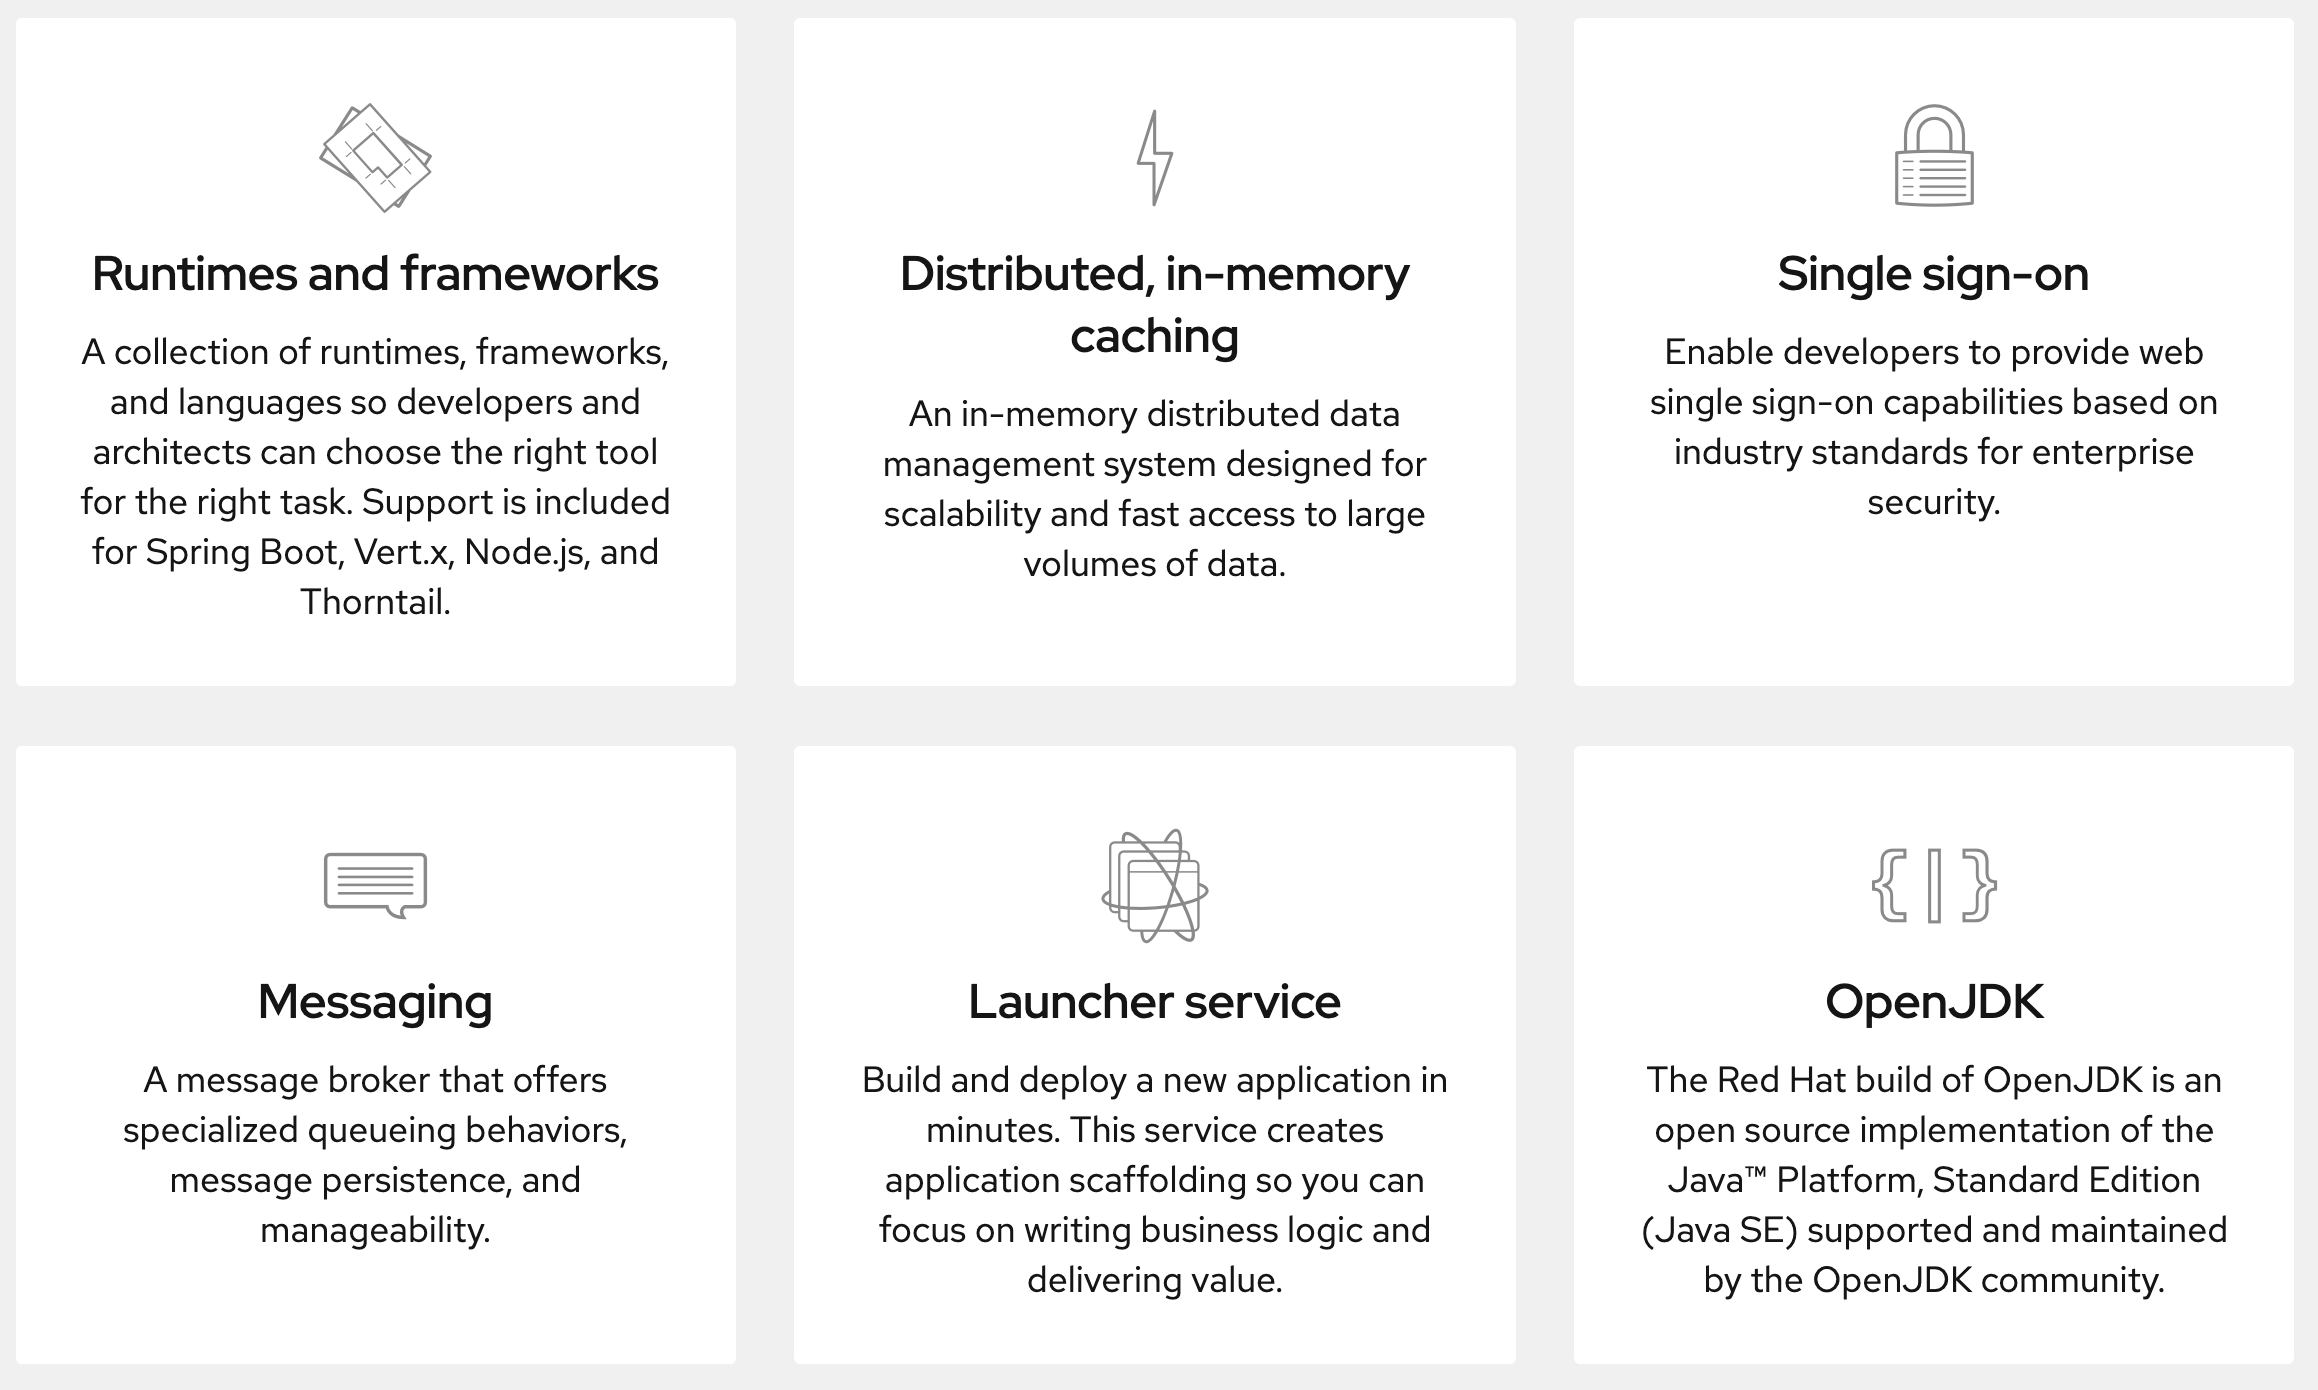 Runtimes and frameworks
A collection of runtimes, frameworks,
and languages so developers and
architects can choose the right tool
for the right task. Support is included
for Spring Boot, Vert.x, Node.js, and
Thorntail.
Distributed, in-memory
caching
An in-memory distributed data
management system designed for
scalability and fast access to large
volumes of data.
Single sign-on
Enable developers to provide web
single sign-on capabilities based on
industry standards for enterprise
security.
Messaging
A message broker that offers
specialized queueing behaviors,
message persistence, and
manageability.
Launcher service
Build and deploy a new application in
minutes. This service creates
application scaffolding so you can
focus on writing business logic and
delivering value.
OpenJDK
The Red Hat build of OpenJDK is an
open source implementation of the
Java™ Platform, Standard Edition
(Java SE) supported and maintained
by the OpenJDK community.